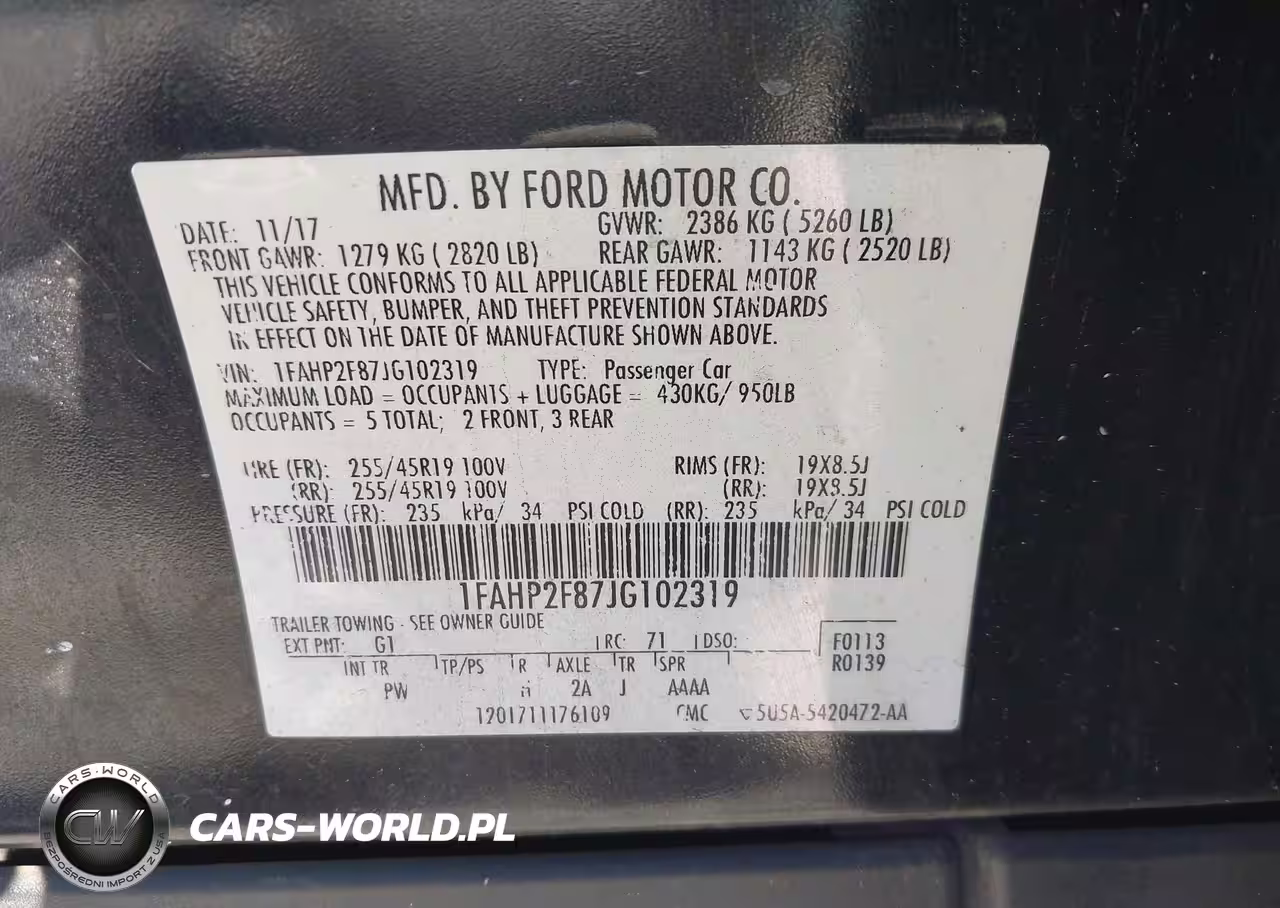 MFD. BY FORD MOTOR CO.
DATE: 11/17 GVWR: 2386 KG ( 5260 LB)
FRONT GAWR: 1279 KG ( 2820 LB) REAR GAWR: 1143 KG ( 2520 LB)
THIS VEHICLE CONFORMS TO ALL APPLICABLE FEDERAL MOTOR
VEHICLE SAFETY, BUMPER, AND THEFT PREVENTION STANDARDS
IN EFFECT ON THE DATE OF MANUFACTURE SHOWN ABOVE.
VIN: 1FAHP2F87JG102319 TYPE: Passenger Car
MAXIMUM LOAD = OCCUPANTS + LUGGAGE = 430KG/ 950LB
OCCUPANTS = 5 TOTAL; 2 FRONT, 3 REAR
TIRE (FR): 255/45R19 100V RIMS (FR): 19X8.5J
(RR): 255/45R19 100V (RR): 19X8.5J
PRESSURE (FR): 235 kPa/ 34 PSI COLD (RR): 235 kPa/ 34 PSI COLD
1FAHP2F87JG102319
TRAILER TOWING - SEE OWNER GUIDE
EXT PNT: G1 RC: 71 DSO: F0113
INT TR TP/PS R AXLE TR SPR R0139
PW 2A J AAAA
1201711176109 CMC 5U5A-5420472-AA
CARS-WORLD
CW
BEZPOŚREDNI IMPORT Z USA
CARS-WORLD.PL